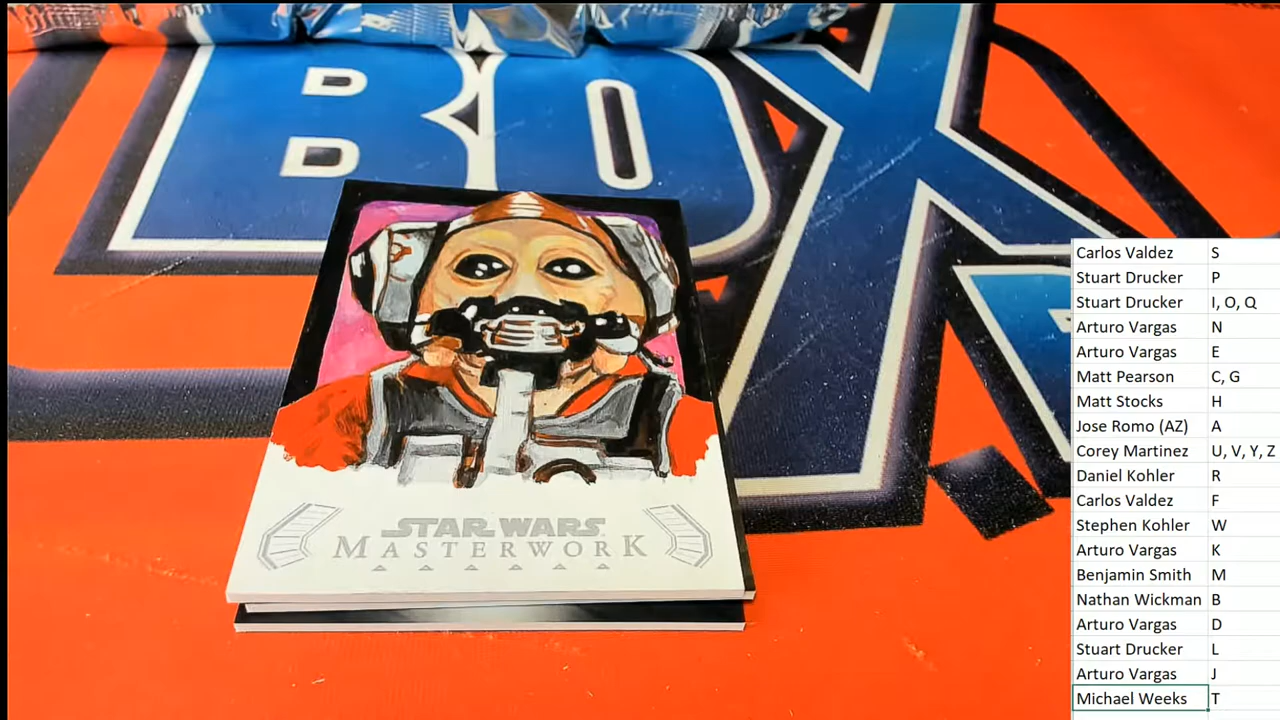 BOX
STAR WARS
MASTERWORK
Carlos Valdez S
Stuart Drucker P
Stuart Drucker I, O, Q
Arturo Vargas N
Arturo Vargas E
Matt Pearson C, G
Matt Stocks H
Jose Romo (AZ) A
Corey Martinez U, V, Y, Z
Daniel Kohler R
Carlos Valdez F
Stephen Kohler W
Arturo Vargas K
Benjamin Smith M
Nathan Wickman B
Arturo Vargas D
Stuart Drucker L
Arturo Vargas J
Michael Weeks T